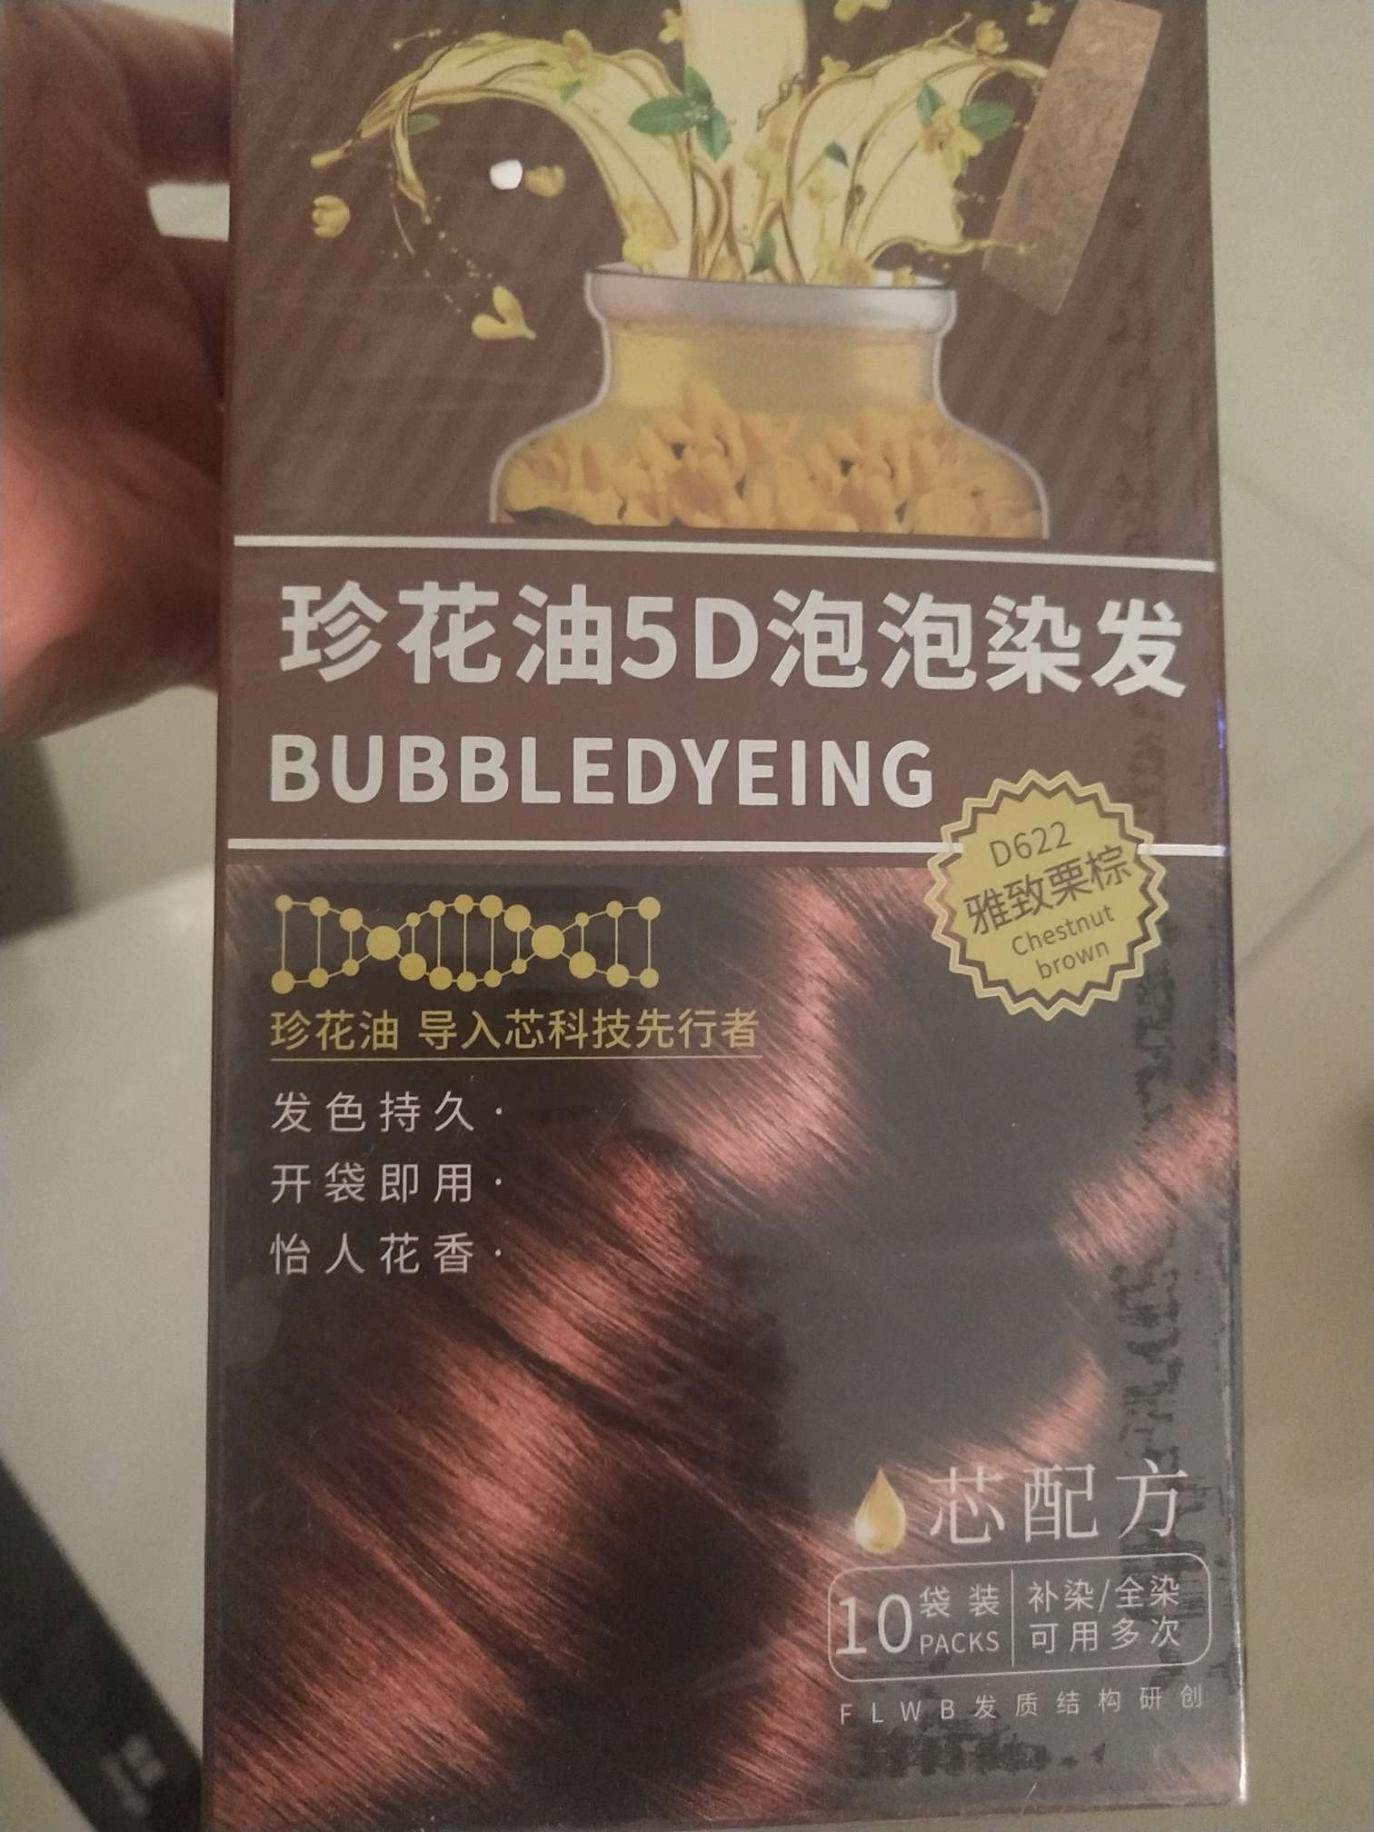 珍花油5D泡泡染发
BUBBLEDYEING
D622
雅致栗棕
Chestnut
brown
珍花油 导入芯科技先行者
发色持久·
开袋即用·
怡人花香·
芯配方
10袋装
PACKS
补染/全染
可用多次
FLWB发质结构研创